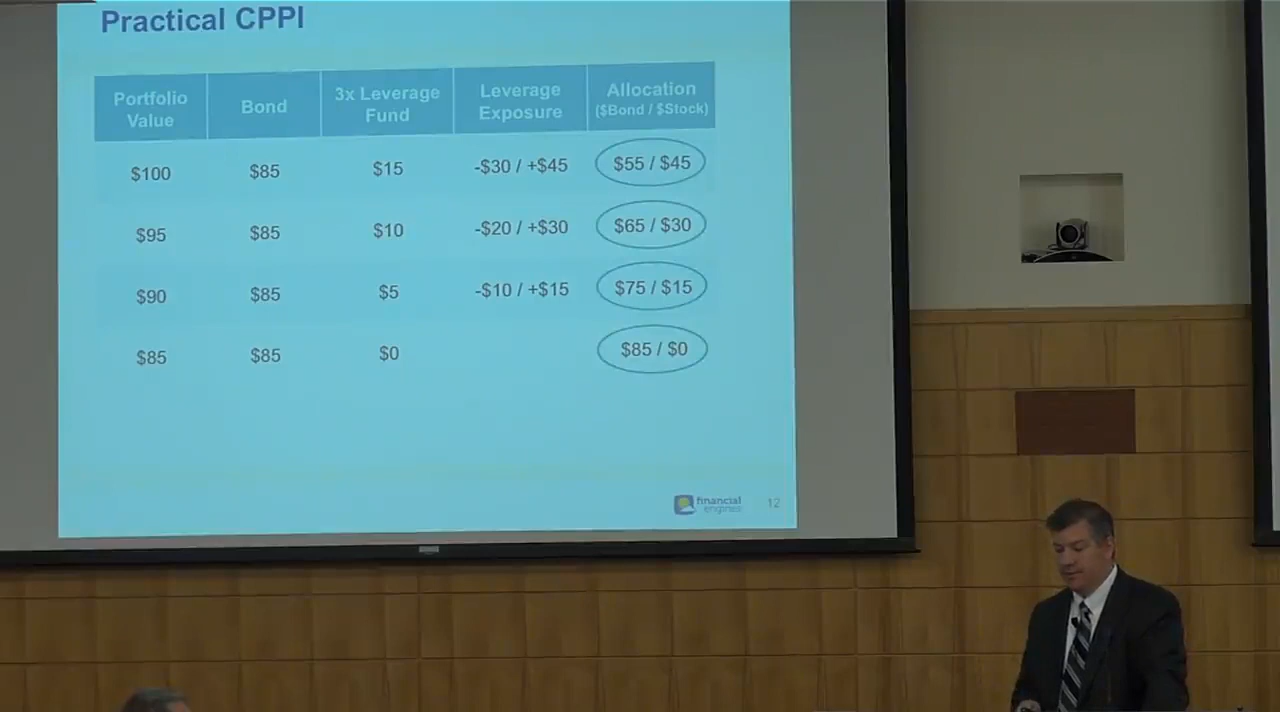 Practical CPPI
Portfolio Value
Bond
3x Leverage Fund
Leverage Exposure
Allocation
($Bond / $Stock)
$100 $85 $15 -$30 / +$45 $55 / $45
$95 $85 $10 -$20 / +$30 $65 / $30
$90 $85 $5 -$10 / +$15 $75 / $15
$85 $85 $0 $85 / $0
financial
engines
12